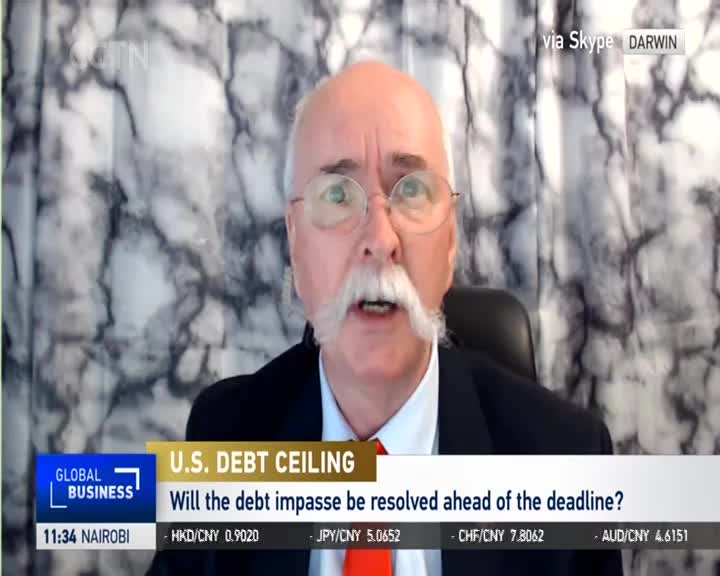 CGTN
via Skype DARWIN
U.S. DEBT CEILING
GLOBAL
BUSINESS
Will the debt impasse be resolved ahead of the deadline?
11:34 NAIROBI
- HKD/CNY 0.9020 - JPY/CNY 5.0652 - CHF/CNY 7.8062 - AUD/CNY 4.6151